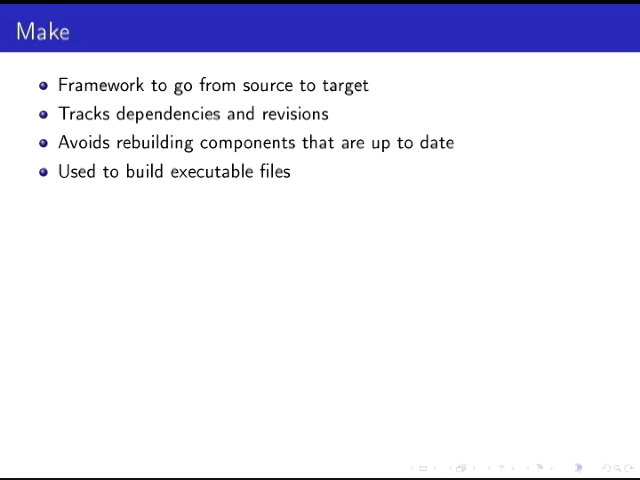 Make
Framework to go from source to target
Tracks dependencies and revisions
Avoids rebuilding components that are up to date
Used to build executable files